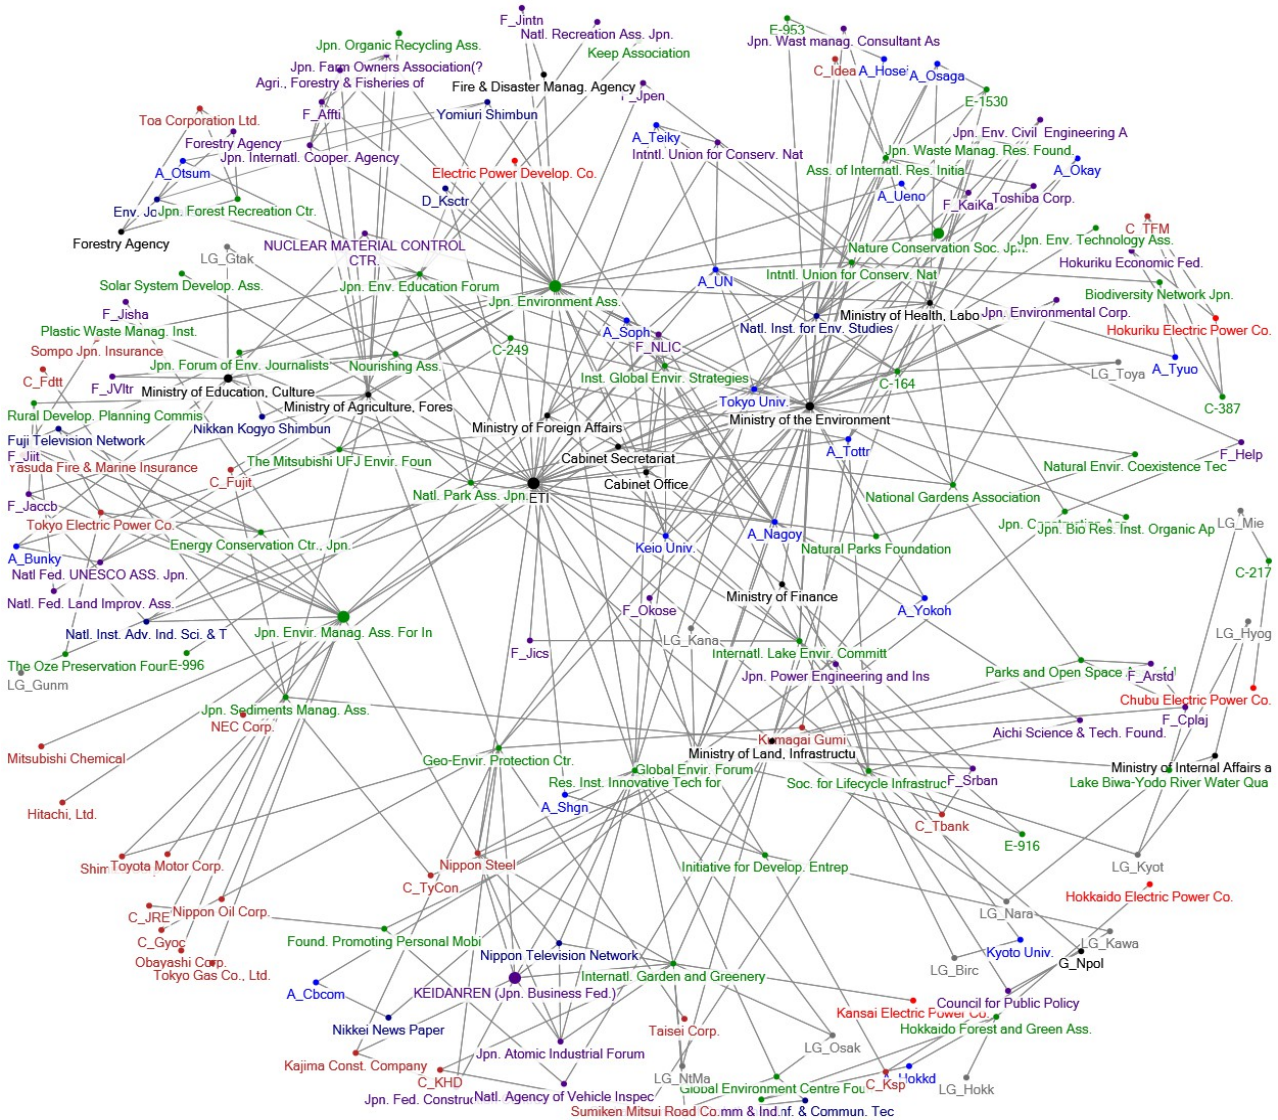 F_Jintn
Natl. Recreation Ass. Jpn.
E-953
Jpn. Organic Recycling Ass.
Keep Association
Jpn. Wast manag. Consultant As
Jpn. Farm Owners Association(?
C_Idea
A_Hosei
A_Osaga
Agri., Forestry & Fisheries of
Fire & Disaster Manag. Agency
F_Jpen
E-1530
F_Affti
Yomiuri Shimbun
Toa Corporation Ltd.
A_Teiky
Jpn. Env. Civil Engineering A
Forestry Agency
Jpn. Internatl. Cooper. Agency
Intntl. Union for Conserv. Nat
Jpn. Waste Manag. Res. Found.
A_Otsum
Electric Power Develop. Co.
Ass. of Internatl. Res. Initia
A_Okay
D_Ksctr
A_Ueno
F_KaiKa
Toshiba Corp.
Env. Jo
Jpn. Forest Recreation Ctr.
C_TFM
Forestry Agency
NUCLEAR MATERIAL CONTROL
CTR.
Nature Conservation Soc. Jpn.
Jpn. Env. Technology Ass.
LG_Gtak
Hokuriku Economic Fed.
Solar System Develop. Ass.
Jpn. Env. Education Forum
A_UN
Intntl. Union for Conserv. Nat
Jpn. Environment Ass.
Biodiversity Network Jpn.
F_Jisha
Ministry of Health, Labo
Jpn. Environmental Corp.
Plastic Waste Manag. Inst.
A_Soph
Natl. Inst. for Env. Studies
Hokuriku Electric Power Co.
Sompo Jpn. Insurance
C-249
F_NLIC
Jpn. Forum of Env. Journalists
Nourishing Ass.
Inst. Global Envir. Strategies
C-164
LG_Toya
A_Tyuo
C_Fdtt
F_JVltr
Ministry of Education, Culture
Tokyo Univ.
Rural Develop. Planning Commis
Ministry of Agriculture, Fores
C-387
Nikkan Kogyo Shimbun
Ministry of Foreign Affairs
Ministry of the Environment
Fuji Television Network
F_Jiit
Cabinet Secretariat
A_Tottr
F_Help
Yasuda Fire & Marine Insurance
The Mitsubishi UFJ Envir. Foun
Natural Envir. Coexistence Tec
C_Fujit
Cabinet Office
F_Jaccb
Natl. Park Ass. Jpn.
ETI
National Gardens Association
Tokyo Electric Power Co.
LG_Mie
Jpn. Bio Res. Inst. Organic Ap
Energy Conservation Ctr., Jpn.
Keio Univ.
A_Nagoy
Natural Parks Foundation
A_Bunky
Natl Fed. UNESCO ASS. Jpn.
C-217
Natl. Fed. Land Improv. Ass.
Ministry of Finance
F_Okose
A_Yokoh
Natl. Inst. Adv. Ind. Sci. & T
Jpn. Envir. Manag. Ass. For In
LG_Kana
LG_Hyog
F_Jics
Internatl. Lake Envir. Committ
The Oze Preservation Foun
E-996
Jpn. Power Engineering and Ins
Parks and Open Space
F_Arstd
LG_Gunm
Chubu Electric Power Co.
Jpn. Sediments Manag. Ass.
NEC Corp.
F_Cplaj
Aichi Science & Tech. Found.
Kumagai Gumi
Mitsubishi Chemical
Geo-Envir. Protection Ctr.
Ministry of Land, Infrastructu
Ministry of Internal Affairs a
Global Envir. Forum
Res. Inst. Innovative Tech for
Soc. for Lifecycle Infrastruc
F_Srban
Lake Biwa-Yodo River Water Qua
Hitachi, Ltd.
A_Shgn
C_Tbank
E-916
Toyota Motor Corp.
Nippon Steel
Initiative for Develop. Entrep
LG_Kyot
C_TyCon
Hokkaido Electric Power Co.
C_JRE
Nippon Oil Corp.
LG_Nara
C_Gyoc
Found. Promoting Personal Mobi
LG_Kawa
Obayashi Corp.
Nippon Television Network
Kyoto Univ.
G_Npol
Tokyo Gas Co., Ltd.
Internatl. Garden and Greenery
LG_Birc
A_Cbcom
KEIDANREN (Jpn. Business Fed.)
Council for Public Policy
Kansai Electric Power Co.
Nikkei News Paper
Taisei Corp.
Hokkaido Forest and Green Ass.
Jpn. Atomic Industrial Forum
LG_Osak
Kajima Const. Company
LG_NtMa
C_KHD
Global Environment Centre Fou
C_Ksp
Hokkd
LG_Hokk
Jpn. Fed. Construc
Natl. Agency of Vehicle Inspec
Sumiken Mitsui Road Co.
mm & Ind.
nf. & Commun. Tec